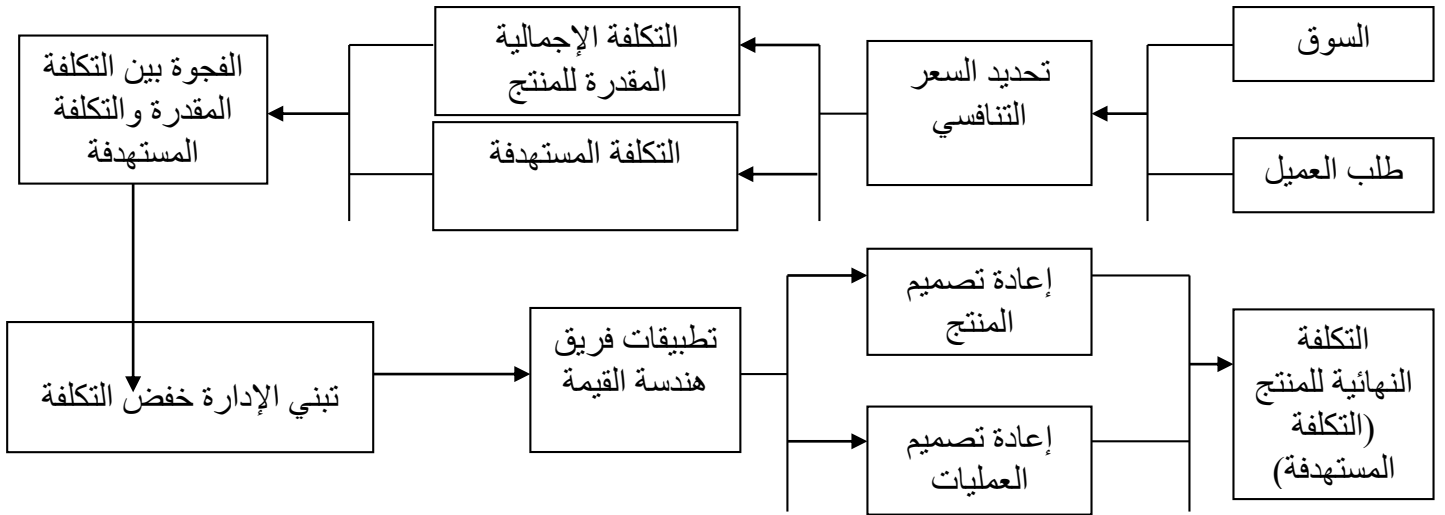 السوق
طلب العميل
تحديد السعر
التنافسي
التكلفة الإجمالية
المقدرة للمنتج
التكلفة المستهدفة
الفجوة بين التكلفة
المقدرة والتكلفة
المستهدفة
تبني الإدارة خفض التكلفة
تطبيقات فريق
هندسة القيمة
إعادة تصميم
المنتج
إعادة تصميم
العمليات
التكلفة
النهائية للمنتج
(التكلفة
المستهدفة)